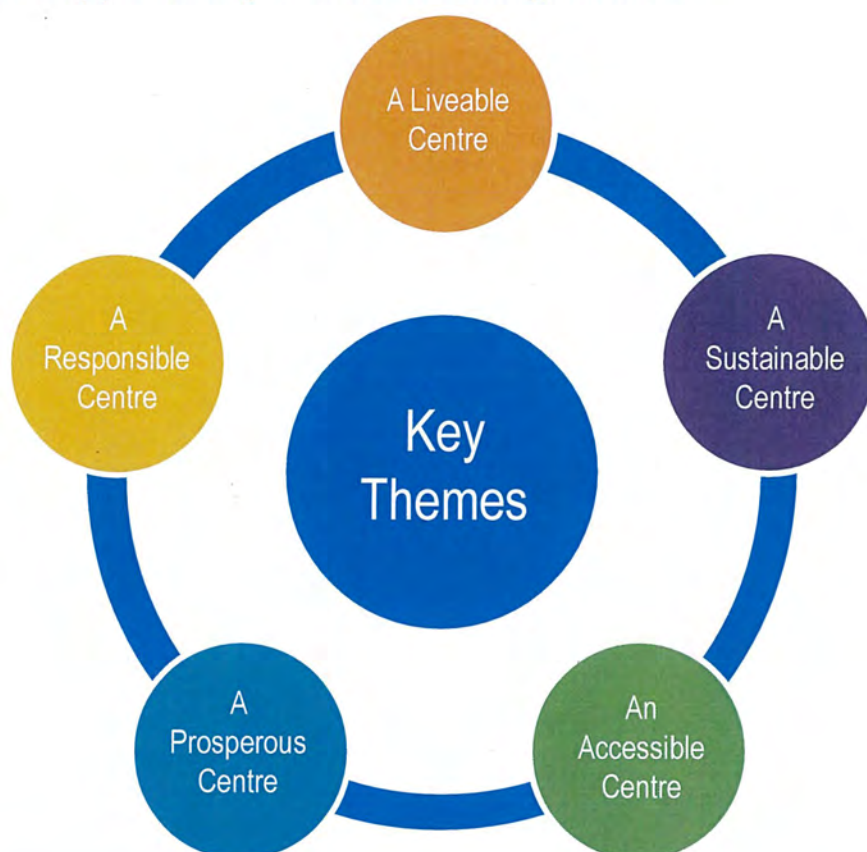 A Liveable
Centre
A
Sustainable
Centre
An
Accessible
Centre
A
Prosperous
Centre
A
Responsible
Centre
Key
Themes